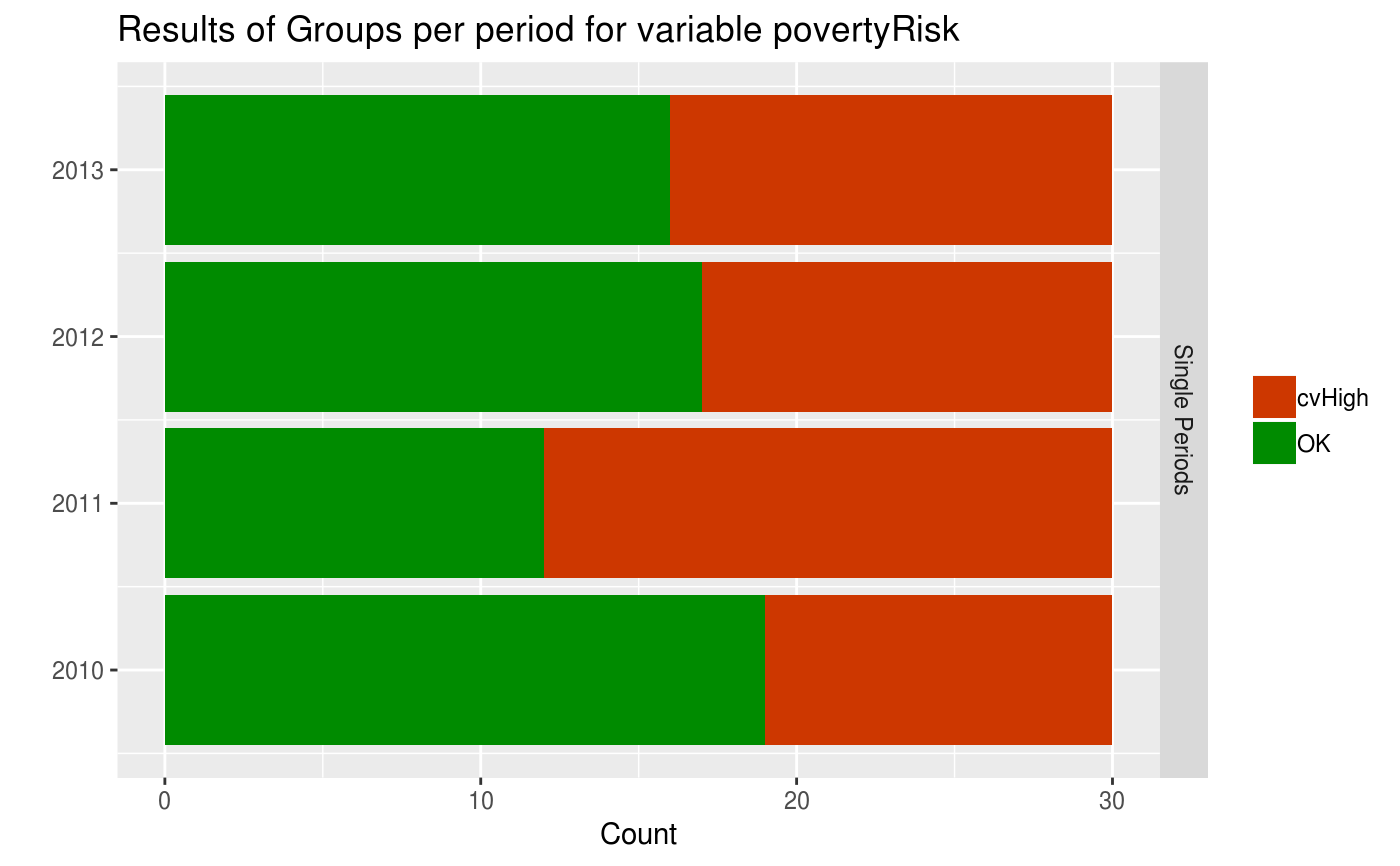 Results of Groups per period for variable povertyRisk
2013
2012
2011
2010
0 10 20 30
Count
Single Periods
cvHigh
OK